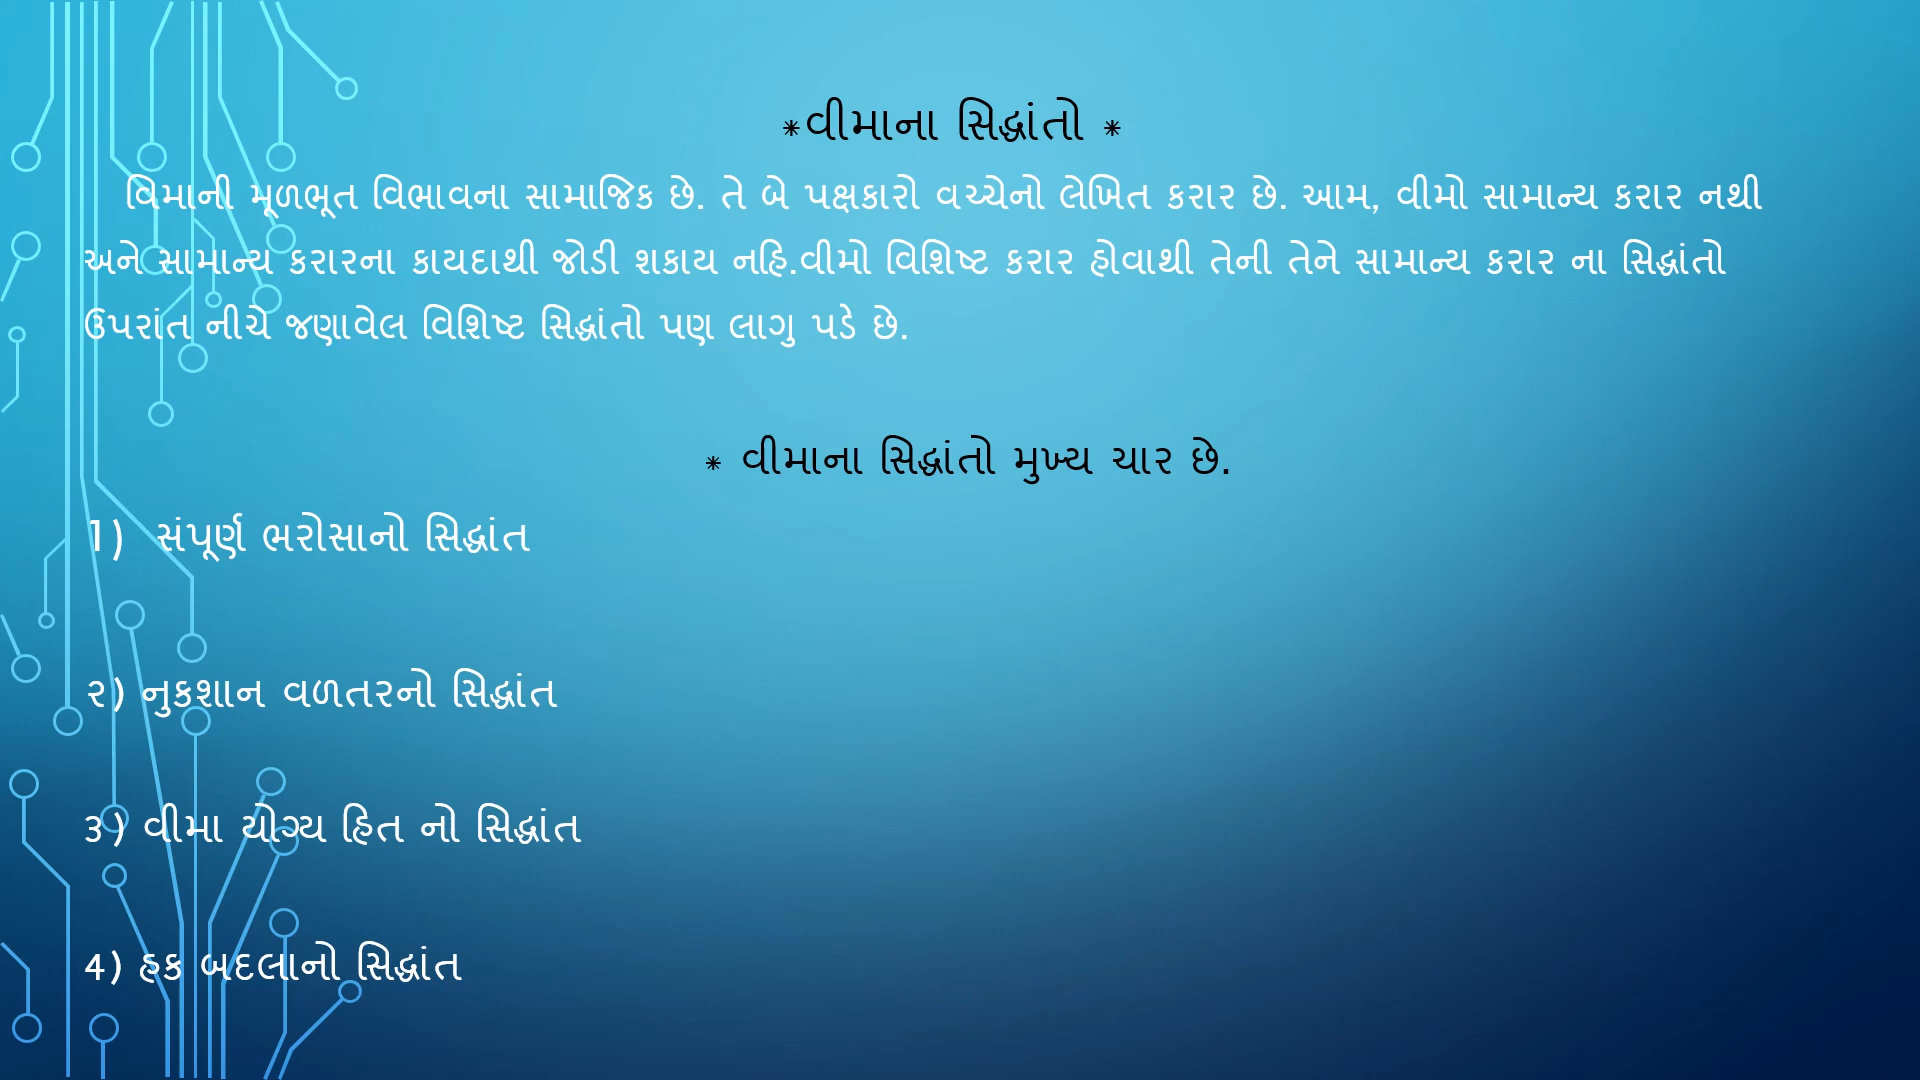 *વીમાના સિદ્ધાંતો *
વિમાની મૂળભૂત વિભાવના સામાજિક છે. તે બે પક્ષકારો વચ્ચેનો લેખિત કરાર છે. આમ, વીમો સામાન્ય કરાર નથી
અને સામાન્ય કરારના કાયદાથી જોડી શકાય નહિ.વીમો વિશિષ્ટ કરાર હોવાથી તેની તેને સામાન્ય કરાર ના સિદ્ધાંતો
ઉપરાંત નીચે જણાવેલ વિશિષ્ટ સિદ્ધાંતો પણ લાગુ પડે છે.
* વીમાના સિદ્ધાંતો મુખ્ય ચાર છે.
1) સંપૂર્ણ ભરોસાનો સિદ્ધાંત
૨) નુકશાન વળતરનો સિદ્ધાંત
૩) વીમા યોગ્ય હિત નો સિદ્ધાંત
4) હક બદલાનો સિદ્ધાંત